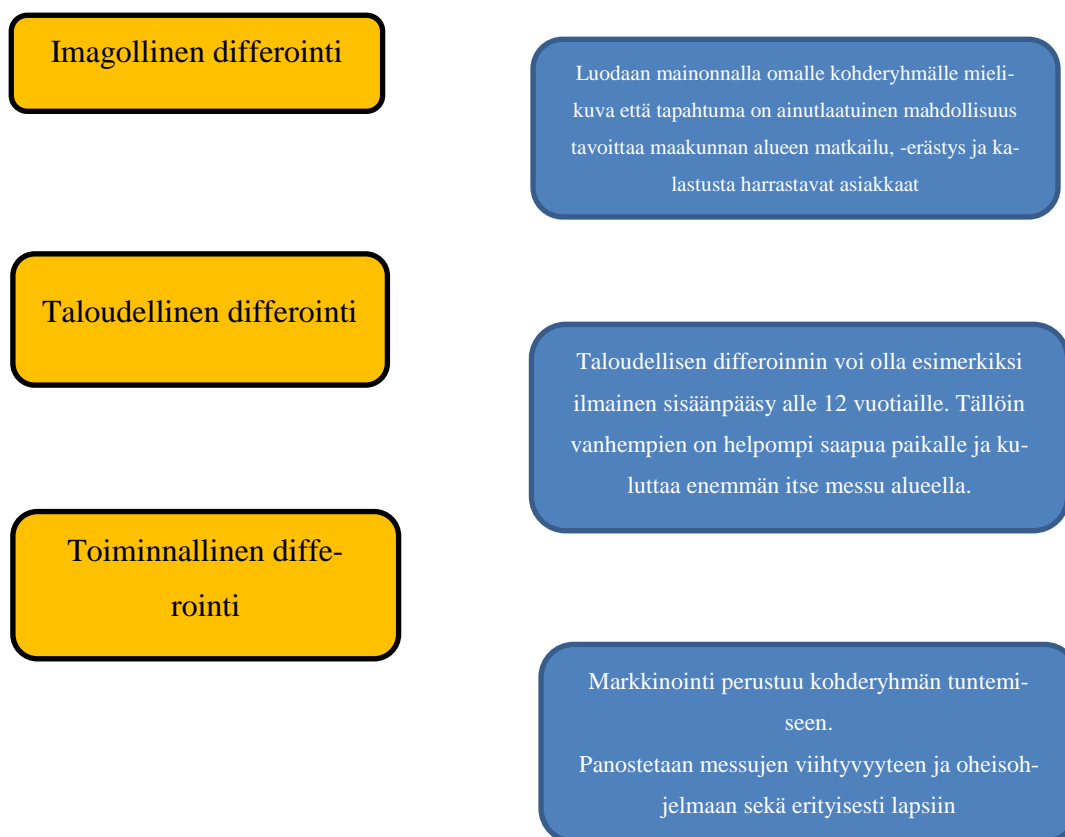 Imagollinen differointi
Luodaan mainonnalla omalle kohderyhmälle mieli-
kuva että tapahtuma on ainutlaatuinen mahdollisuus
tavoittaa maakunnan alueen matkailu, -erästys ja ka-
lastusta harrastavat asiakkaat
Taloudellinen differointi
Taloudellisen differoinnin voi olla esimerkiksi
ilmainen sisäänpääsy alle 12 vuotiaille. Tällöin
vanhempien on helpompi saapua paikalle ja ku-
luttaa enemmän itse messu alueella.
Toiminnallinen diffe-
rointi
Markkinointi perustuu kohderyhmän tuntemi-
seen.
Panostetaan messujen viihtyvyyteen ja oheisoh-
jelmaan sekä erityisesti lapsiin